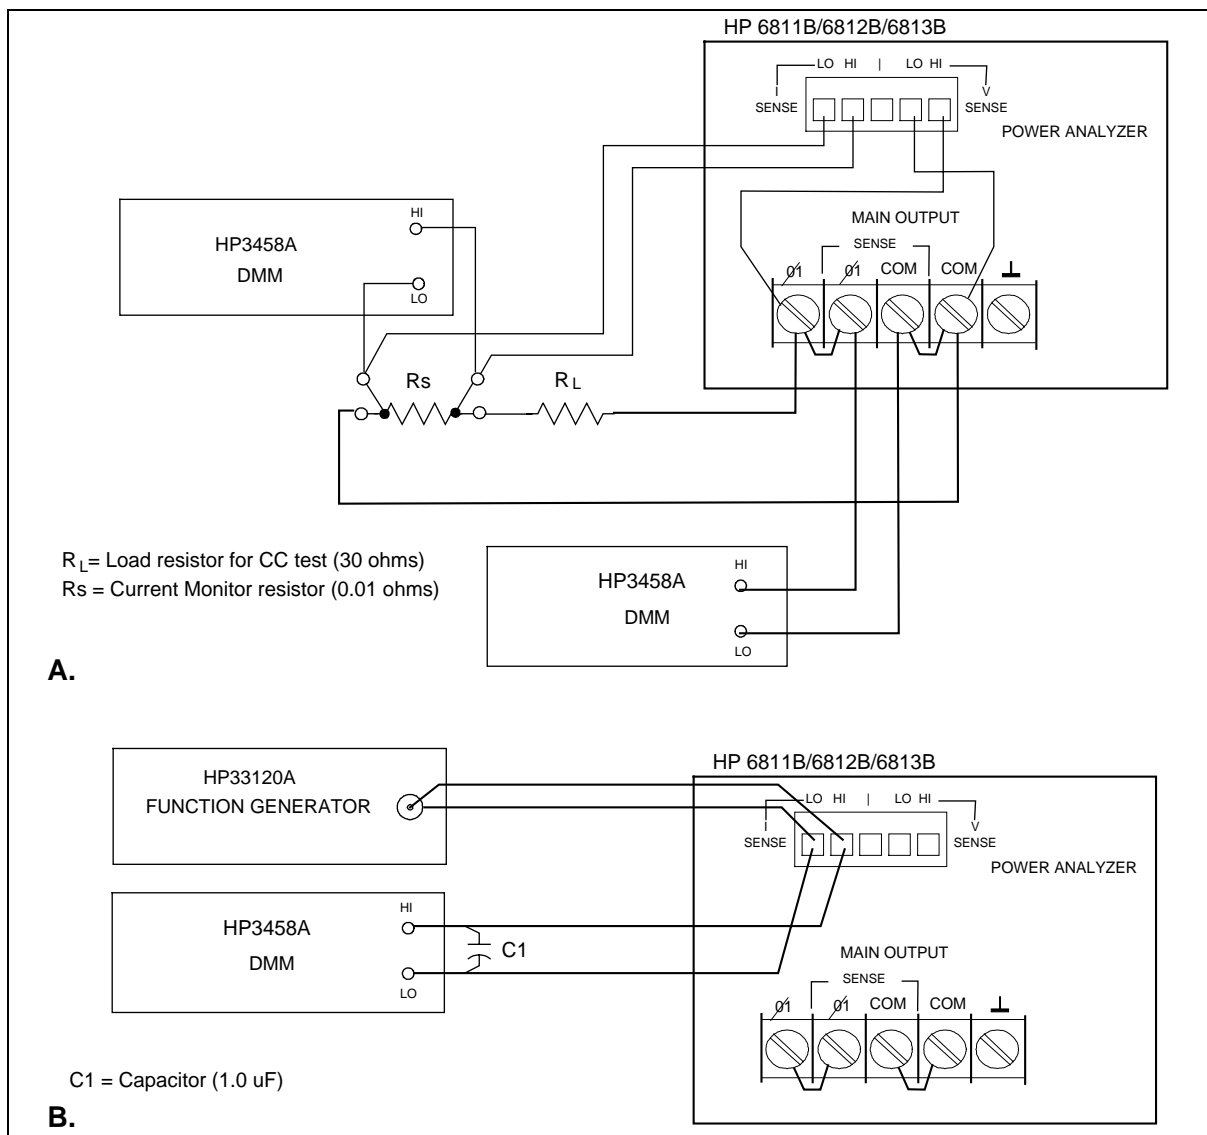 HP 6811B/6812B/6813B
LO HI | LO HI
I
SENSE
V
SENSE
POWER ANALYZER
HP3458A
DMM
HI
LO
MAIN OUTPUT
SENSE
Ø1 Ø1 COM COM
Rs
RL
RL= Load resistor for CC test (30 ohms)
Rs = Current Monitor resistor (0.01 ohms)
HP3458A
DMM
HI
LO
A.
HP33120A
FUNCTION GENERATOR
HP 6811B/6812B/6813B
LO HI | LO HI
I
SENSE
V
SENSE
POWER ANALYZER
HP3458A
DMM
HI
LO
C1
MAIN OUTPUT
SENSE
Ø1 Ø1 COM COM
C1 = Capacitor (1.0 uF)
B.